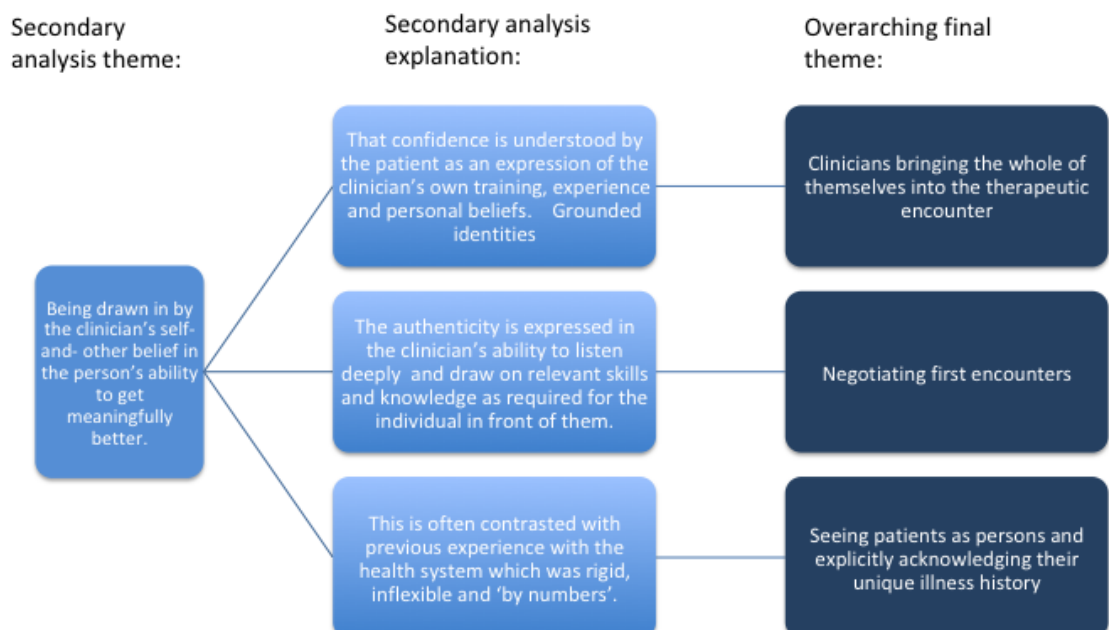 Secondary
analysis theme:
Secondary analysis
explanation:
Overarching final
theme:
Being drawn in by
the clinician's self-
and- other belief in
the person's ability
to get
meaningfully
better.
That confidence is understood by
the patient as an expression of the
clinician's own training, experience
and personal beliefs.    Grounded
identities
Clinicians bringing the whole of
themselves into the therapeutic
encounter
The authenticity is expressed in
the clinician's ability to listen
deeply  and draw on relevant skills
and knowledge as required for the
individual in front of them.
Negotiating first encounters
This is often contrasted with
previous experience with the
health system which was rigid,
inflexible and 'by numbers'.
Seeing patients as persons and
explicitly acknowledging their
unique illness history